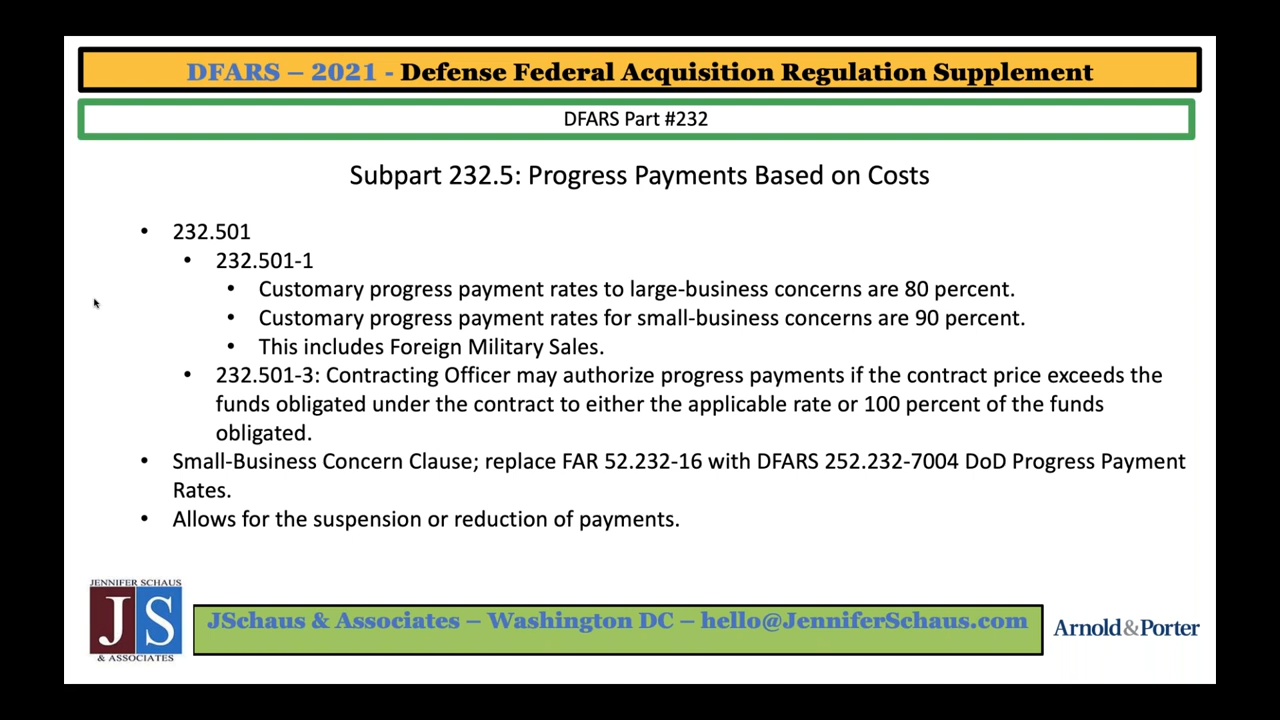 DFARS – 2021 - Defense Federal Acquisition Regulation Supplement
DFARS Part #232
Subpart 232.5: Progress Payments Based on Costs
• 232.501
• 232.501-1
• Customary progress payment rates to large-business concerns are 80 percent.
• Customary progress payment rates for small-business concerns are 90 percent.
• This includes Foreign Military Sales.
• 232.501-3: Contracting Officer may authorize progress payments if the contract price exceeds the
funds obligated under the contract to either the applicable rate or 100 percent of the funds
obligated.
• Small-Business Concern Clause; replace FAR 52.232-16 with DFARS 252.232-7004 DoD Progress Payment
Rates.
• Allows for the suspension or reduction of payments.
JENNIFER SCHAUS
JS
& ASSOCIATES
JSchaus & Associates – Washington DC – hello@JenniferSchaus.com
Arnold&Porter